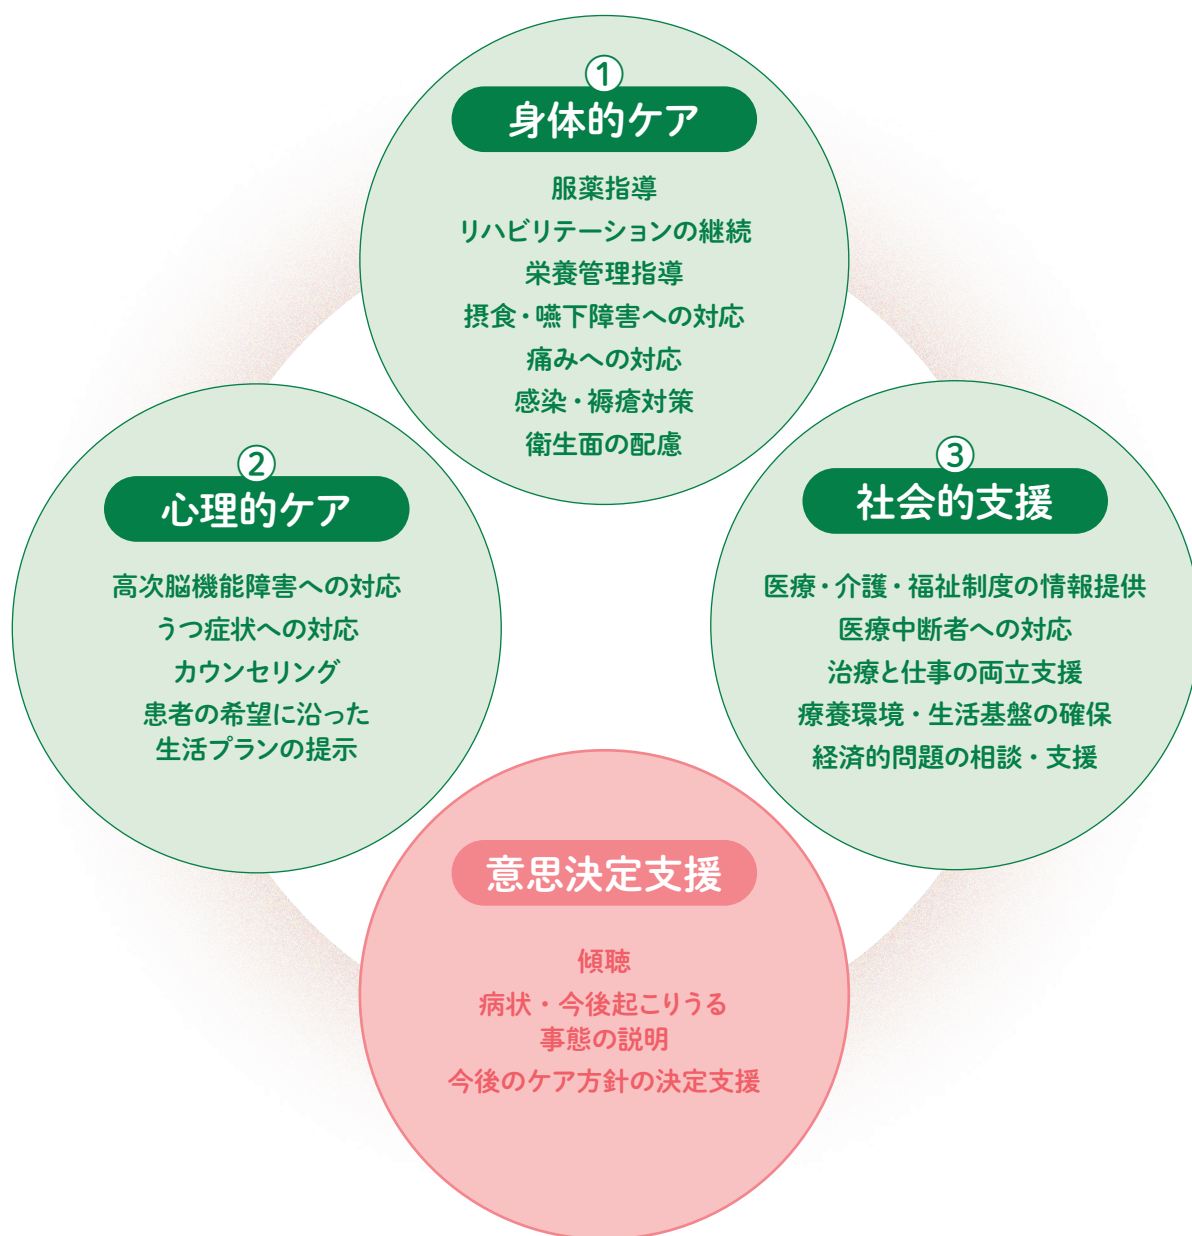 ①
身体的ケア
服薬指導
リハビリテーションの継続
栄養管理指導
摂食・嚥下障害への対応
痛みへの対応
感染・褥瘡対策
衛生面の配慮
②
心理的ケア
高次脳機能障害への対応
うつ症状への対応
カウンセリング
患者の希望に沿った
生活プランの提示
③
社会的支援
医療・介護・福祉制度の情報提供
医療中断者への対応
治療と仕事の両立支援
療養環境・生活基盤の確保
経済的問題の相談・支援
意思決定支援
傾聴
病状・今後起こりうる
事態の説明
今後のケア方針の決定支援